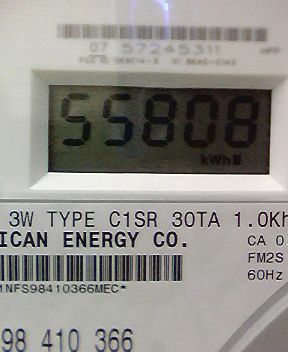 07 57245311
55808
kWh
3W TYPE C1SR 30TA 1.0Kh
ICAN ENERGY CO.
CA 0.
FM2S
60Hz
1NFS98410366MEC*
98 410 366